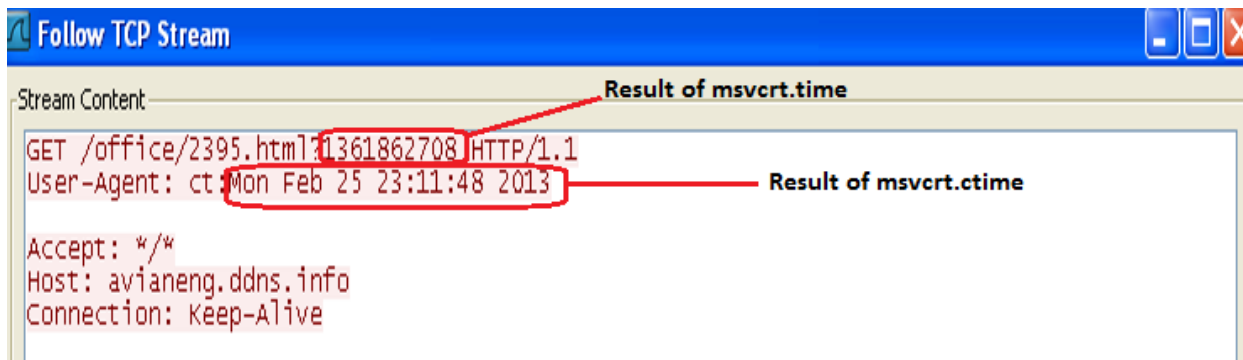 Follow TCP Stream
Stream Content
Result of msvcrt.time
GET /office/2395.html?1361862708 HTTP/1.1
User-Agent: ct:Mon Feb 25 23:11:48 2013
Result of msvcrt.ctime
Accept: */*
Host: avianeng.ddns.info
Connection: Keep-Alive